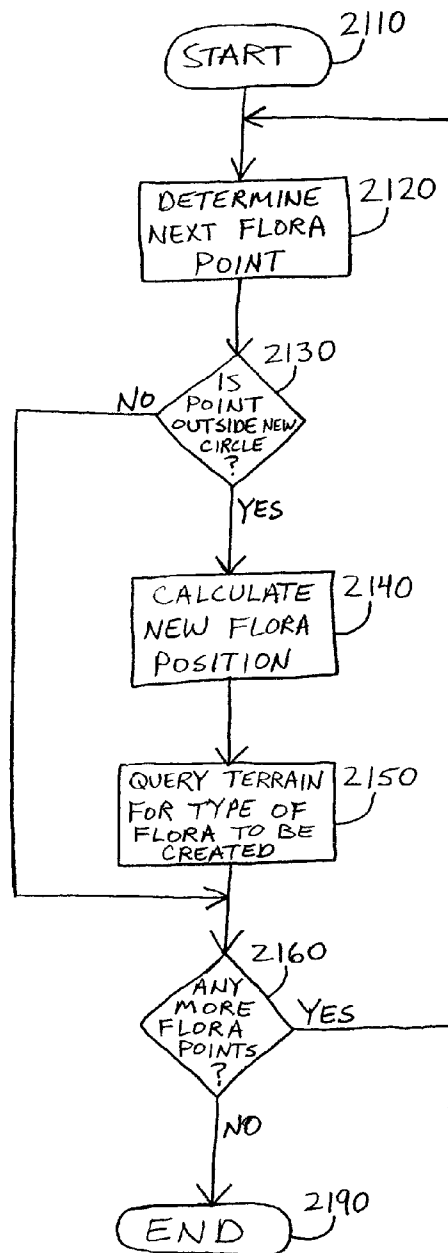 START
2110
DETERMINE
NEXT FLORA
POINT
2120
IS
POINT
OUTSIDE NEW
CIRCLE
?
2130
NO
YES
CALCULATE
NEW FLORA
POSITION
2140
QUERY TERRAIN
FOR TYPE OF
FLORA TO BE
CREATED
2150
ANY
MORE
FLORA
POINTS
?
2160
YES
NO
END
2190